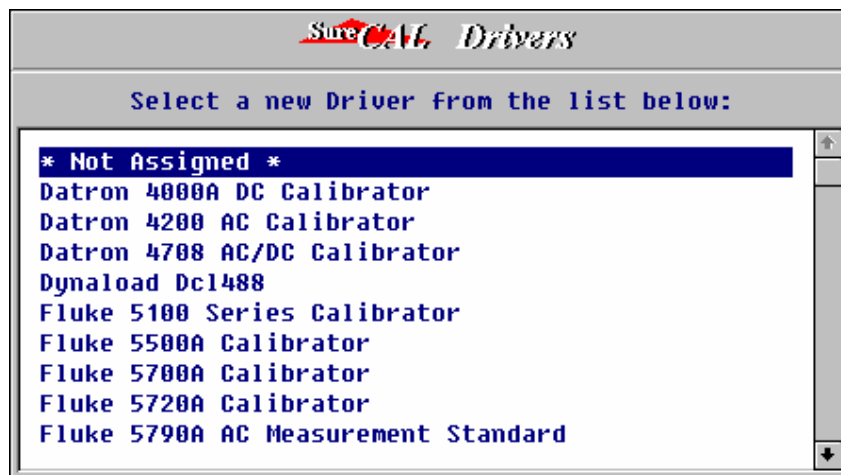 SureCAL Drivers
Select a new Driver from the list below:
* Not Assigned *
Datron 4000A DC Calibrator
Datron 4200 AC Calibrator
Datron 4708 AC/DC Calibrator
Dynaload Dcl488
Fluke 5100 Series Calibrator
Fluke 5500A Calibrator
Fluke 5700A Calibrator
Fluke 5720A Calibrator
Fluke 5790A AC Measurement Standard